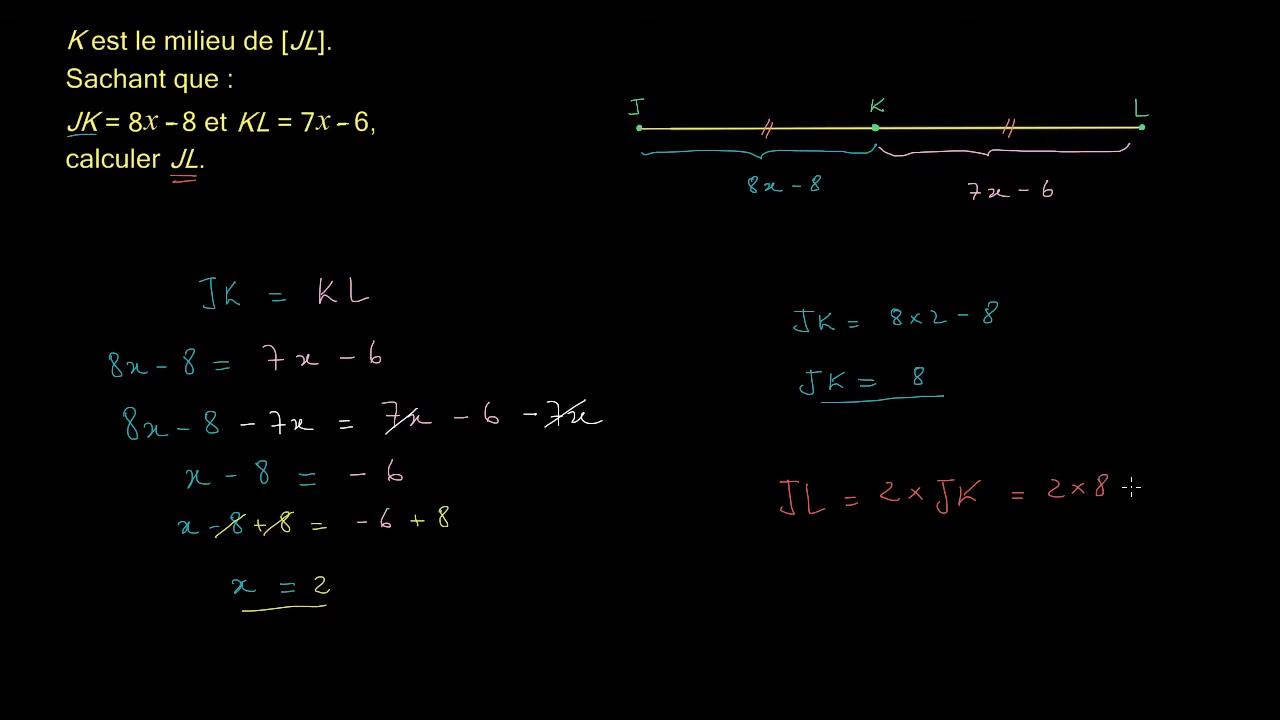 K est le milieu de [JL].
Sachant que :
JK = 8x - 8 et KL = 7x - 6,
calculer JL.
J K L
8x - 8
7x - 6
JK = KL
8x - 8 = 7x - 6
8x - 8 - 7x = 7x - 6 - 7x
x - 8 = - 6
x - 8 + 8 = - 6 + 8
x = 2
JK = 8 × 2 - 8
JK = 8
JL = 2 × JK = 2 × 8